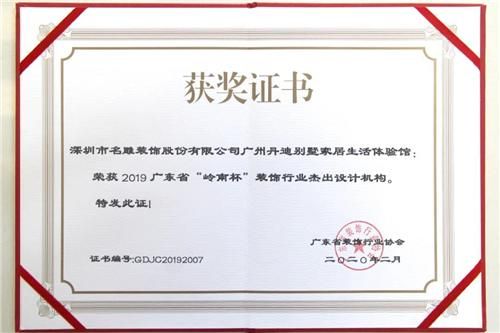 获奖证书
深圳市名雕装饰股份有限公司广州丹迪别墅家居生活体验馆：
荣获2019广东省“岭南杯”装饰行业杰出设计机构。
特发此证！
广东省装饰行业协会
证书编号:GDJC20192007
二〇二〇年二月